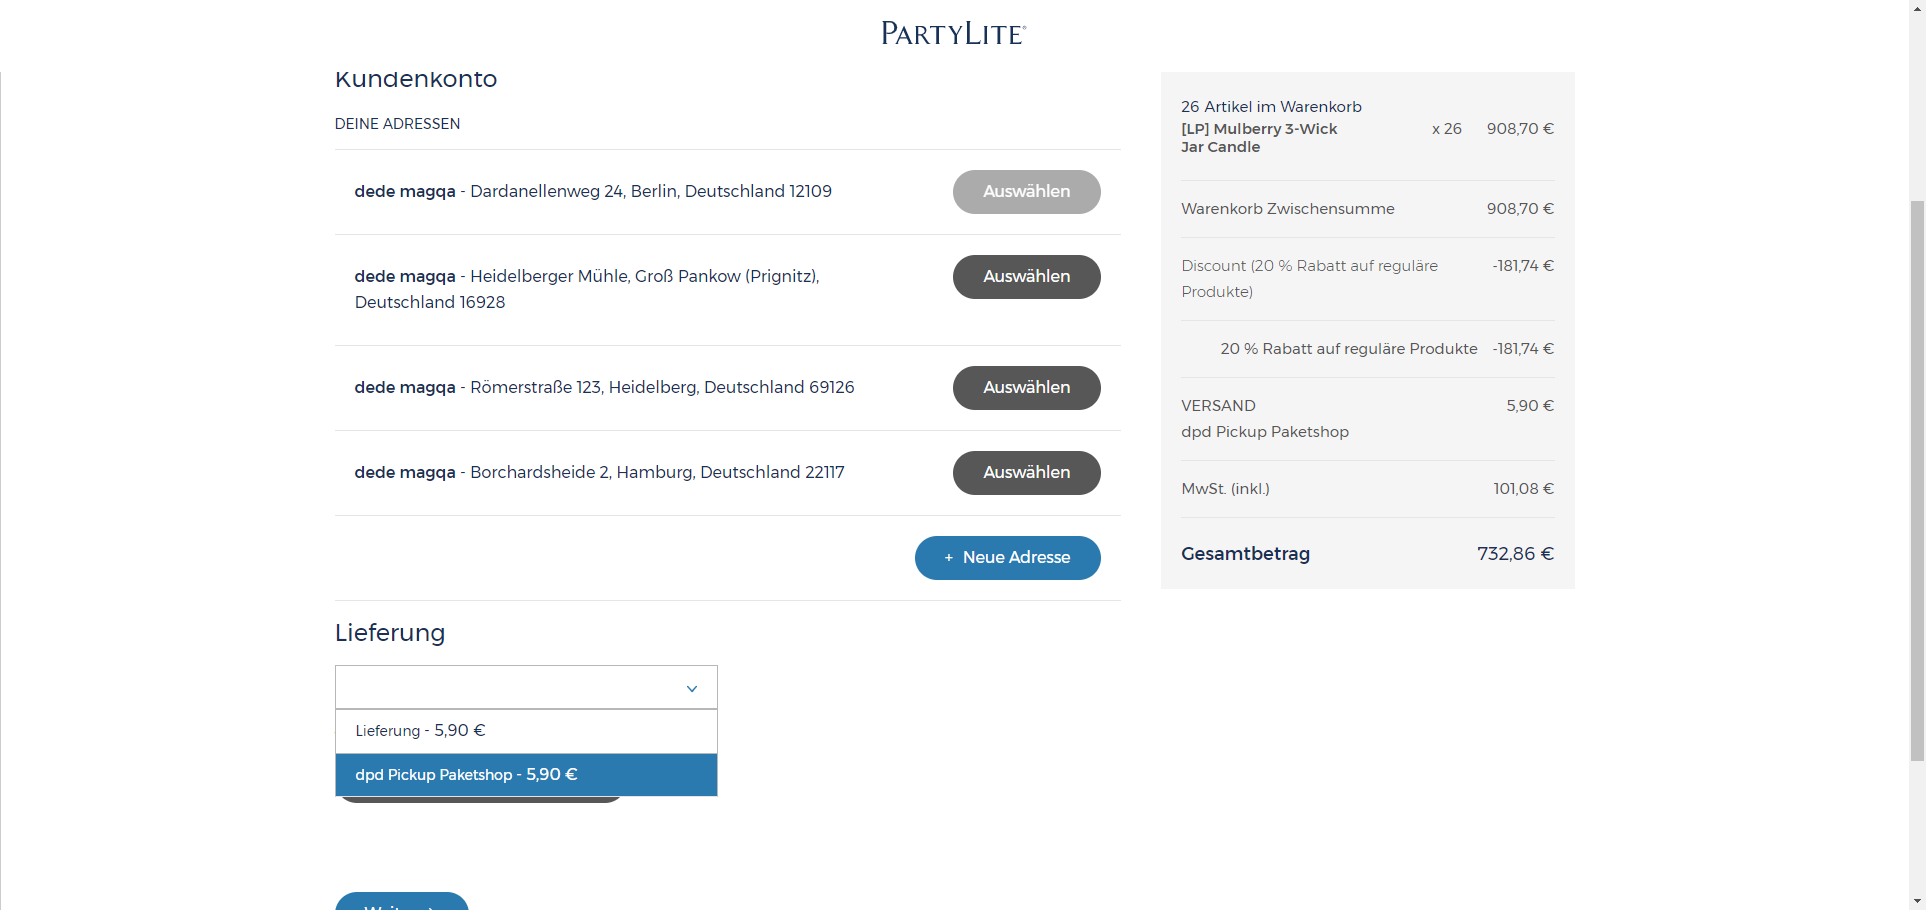 PARTYLITE®
Kundenkonto
DEINE ADRESSEN
dede magqa - Dardanellenweg 24, Berlin, Deutschland 12109
Auswählen
dede magqa - Heidelberger Mühle, Groß Pankow (Prignitz),
Deutschland 16928
Auswählen
dede magqa - Römerstraße 123, Heidelberg, Deutschland 69126
Auswählen
dede magqa - Borchardsheide 2, Hamburg, Deutschland 22117
Auswählen
+ Neue Adresse
Lieferung
Lieferung - 5,90 €
dpd Pickup Paketshop - 5,90 €
26 Artikel im Warenkorb
[LP] Mulberry 3-Wick x 26 908,70 €
Jar Candle
Warenkorb Zwischensumme 908,70 €
Discount (20 % Rabatt auf reguläre -181,74 €
Produkte)
20 % Rabatt auf reguläre Produkte -181,74 €
VERSAND 5,90 €
dpd Pickup Paketshop
MwSt. (inkl.) 101,08 €
Gesamtbetrag 732,86 €